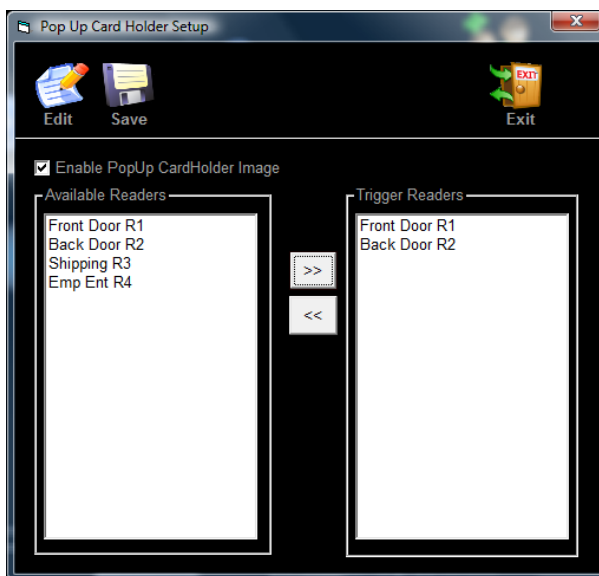 Pop Up Card Holder Setup
X
Edit
Save
EXIT
Exit
Enable PopUp CardHolder Image
Available Readers
Front Door R1
Back Door R2
Shipping R3
Emp Ent R4
>>
<<
Trigger Readers
Front Door R1
Back Door R2